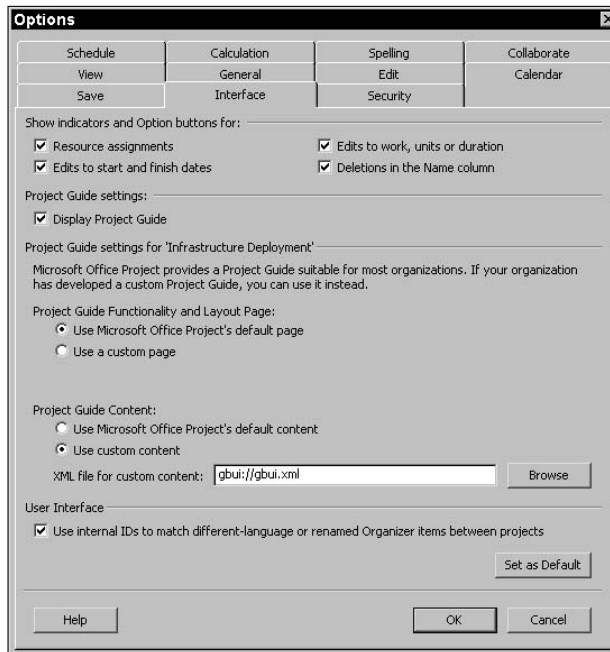 Options
Schedule Calculation Spelling Collaborate
View General Edit Calendar
Save Interface Security
Show indicators and Option buttons for:
Resource assignments Edits to work, units or duration
Edits to start and finish dates Deletions in the Name column
Project Guide settings:
Display Project Guide
Project Guide settings for 'Infrastructure Deployment'
Microsoft Office Project provides a Project Guide suitable for most organizations. If your organization
has developed a custom Project Guide, you can use it instead.
Project Guide Functionality and Layout Page:
Use Microsoft Office Project's default page
Use a custom page
Project Guide Content:
Use Microsoft Office Project's default content
Use custom content
XML file for custom content: gbui://gbui.xml Browse
User Interface
Use internal IDs to match different-language or renamed Organizer items between projects
Set as Default
Help OK Cancel